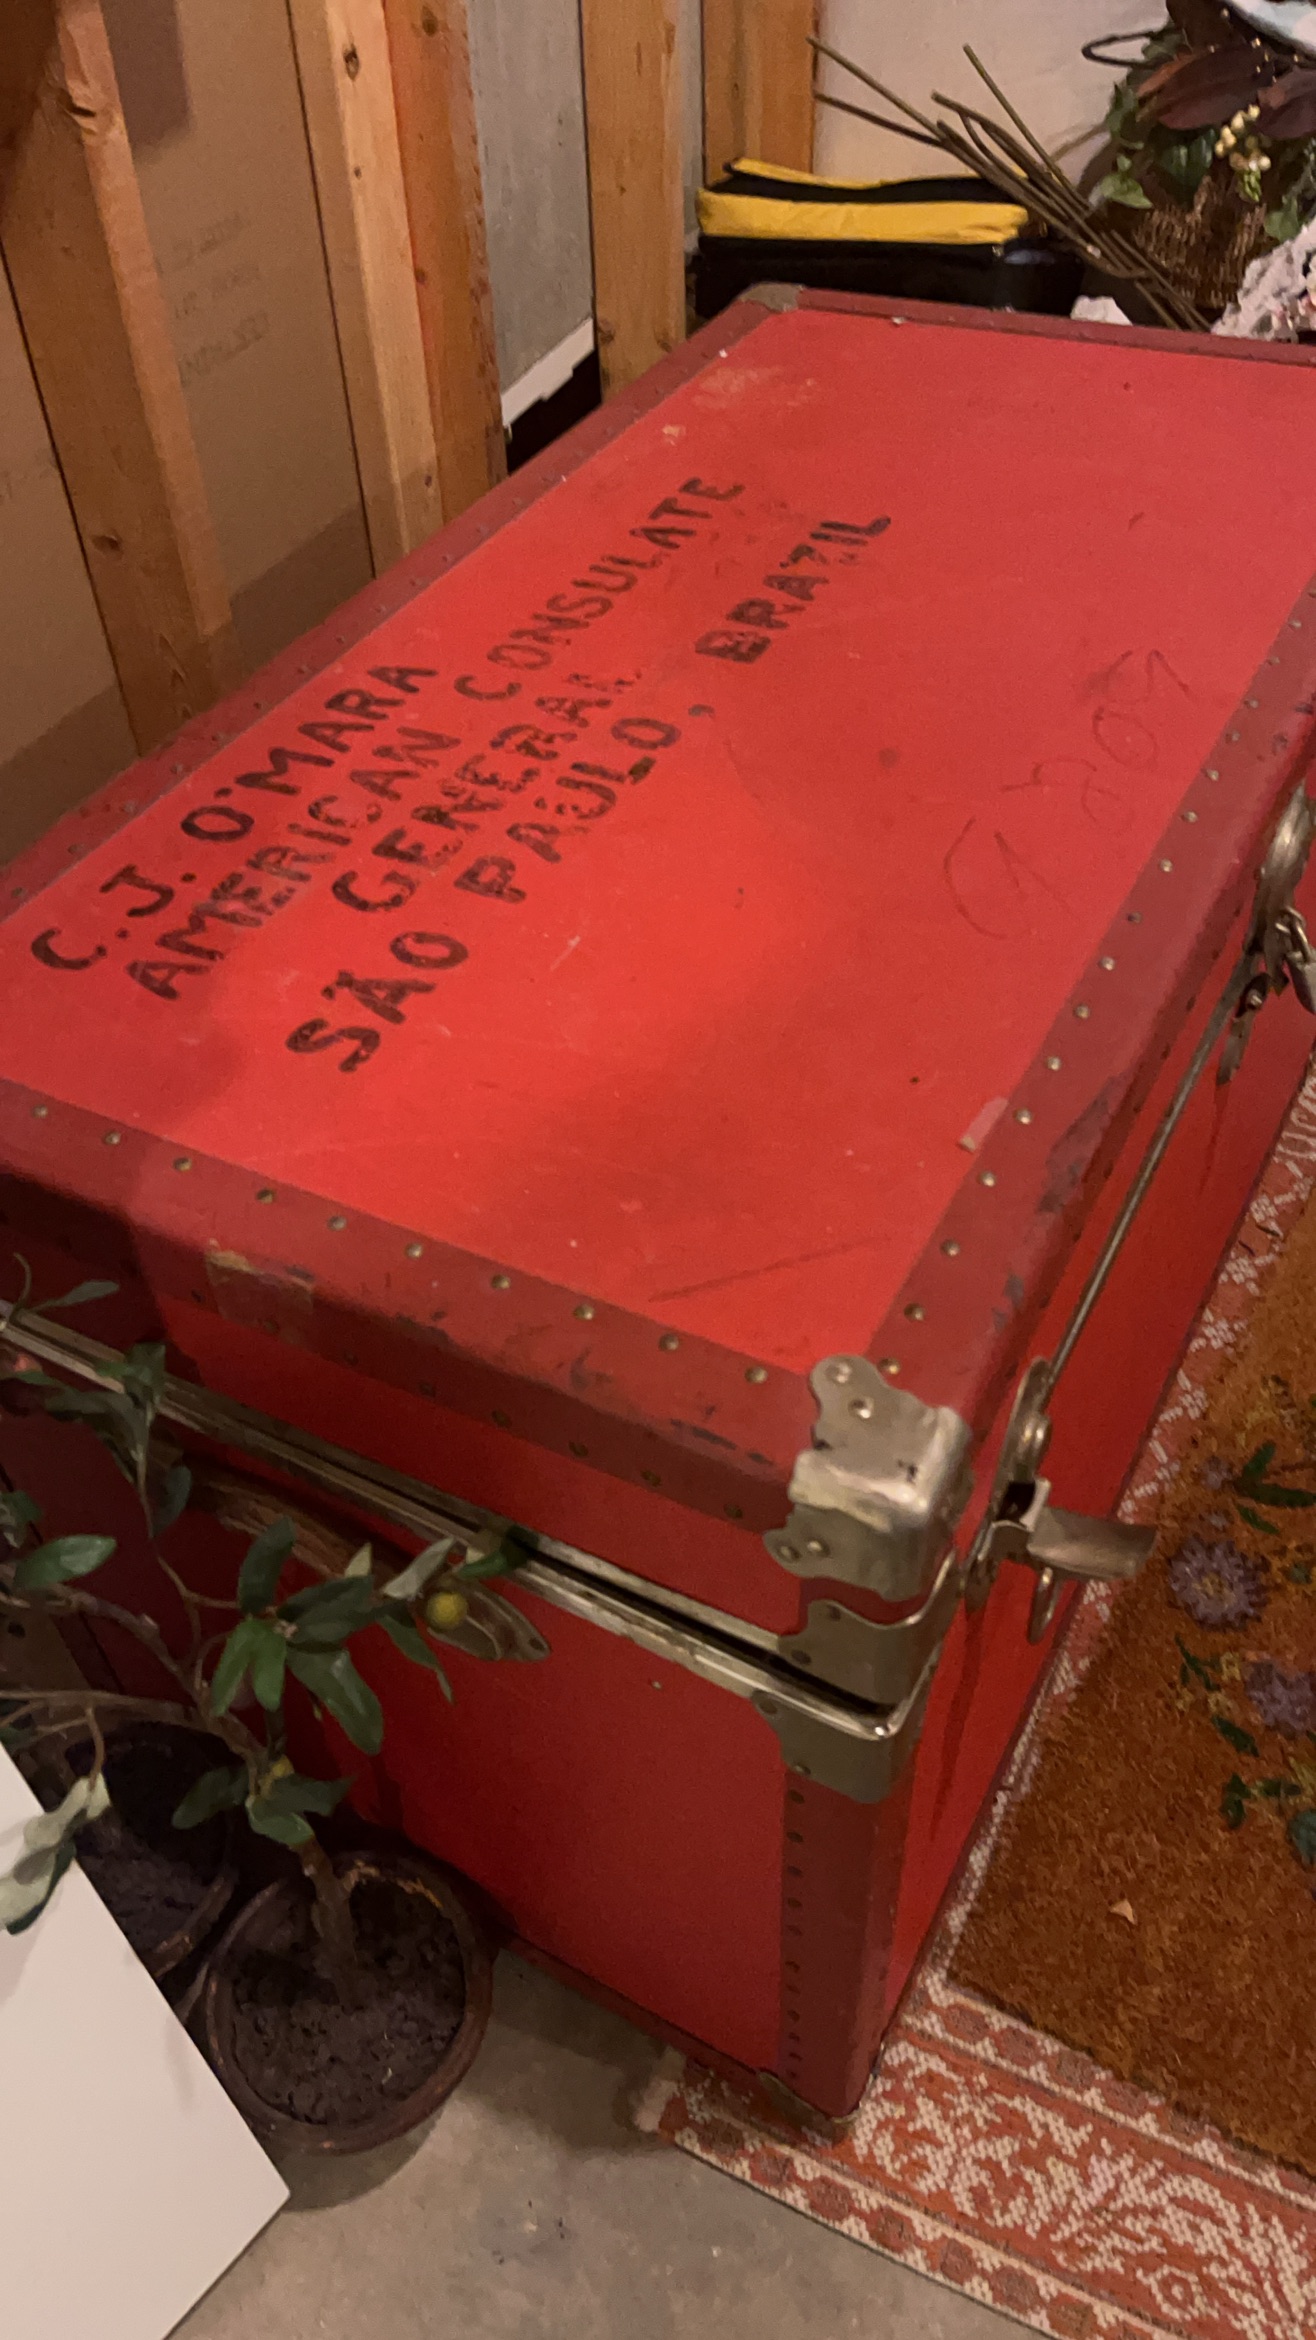 C.J. O'MARA
AMERICAN CONSULATE
GENERAL
SÃO PAULO, BRAZIL